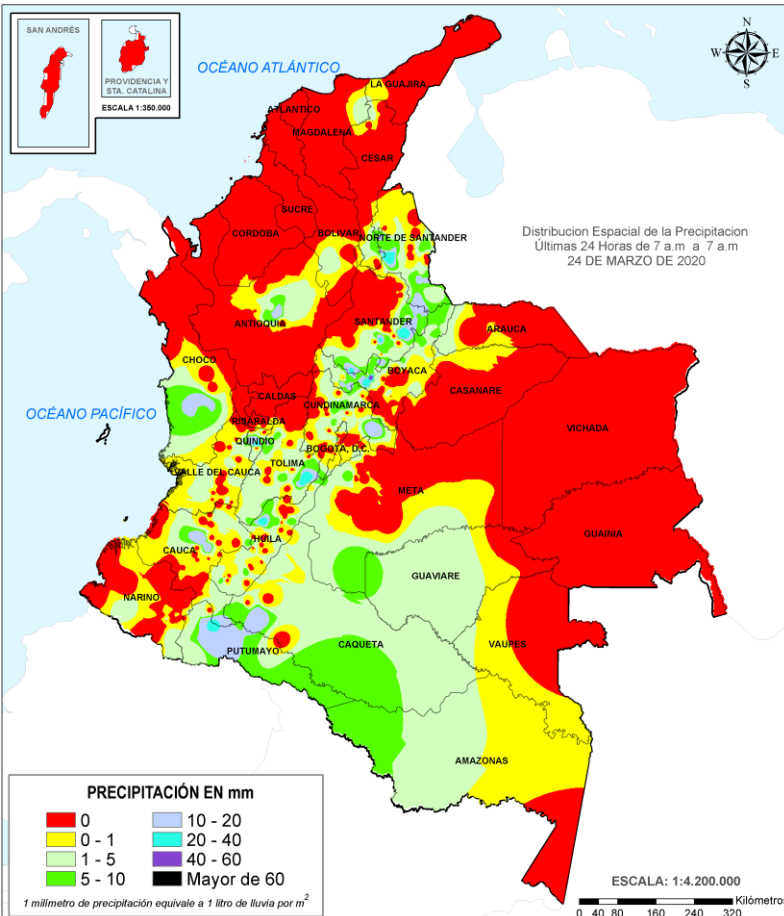 SAN ANDRÉS
PROVIDENCIA Y
STA. CATALINA
ESCALA 1:350.000
N
W
E
S
OCÉANO ATLÁNTICO
LA GUAJIRA
ATLANTICO
MAGDALENA
CESAR
SUCRE
CORDOBA
BOLIVAR
NORTE DE SANTANDER
Distribucion Espacial de la Precipitacion
Últimas 24 Horas de 7 a.m a 7 a.m
24 DE MARZO DE 2020
ANTIOQUIA
SANTANDER
ARAUCA
CHOCO
BOYACA
CASANARE
CALDAS
CUNDINAMARCA
OCÉANO PACÍFICO
RISARALDA
VICHADA
QUINDIO
BOGOTA, D.C.
TOLIMA
VALLE DEL CAUCA
META
GUAINIA
HUILA
CAUCA
GUAVIARE
NARINO
CAQUETA
VAUPES
PUTUMAYO
AMAZONAS
PRECIPITACIÓN EN mm
0
10 - 20
0 - 1
20 - 40
1 - 5
40 - 60
5 - 10
Mayor de 60
1 milímetro de precipitación equivale a 1 litro de lluvia por m²
ESCALA: 1:4.200.000
Kilómetro
0 40 80 160 240 320